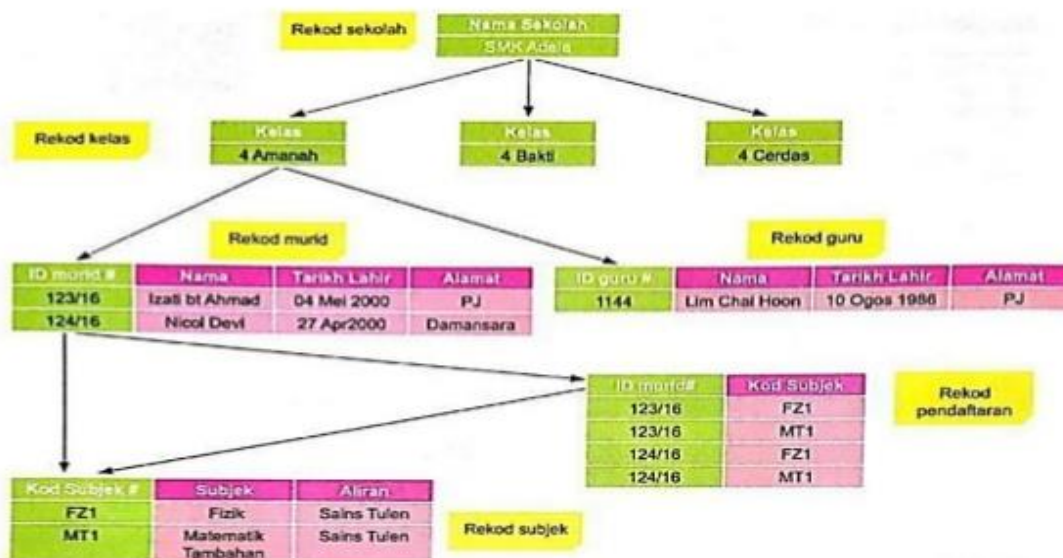 Rekod sekolah
Nama Sekolah
SMK Adela
Rekod kelas
Kelas
4 Amanah
Kelas
4 Bakti
Kelas
4 Cerdas
Rekod murid
Rekod guru
ID murid # Nama Tarikh Lahir Alamat
123/16 Izati bt Ahmad 04 Mei 2000 PJ
124/16 Nicol Devi 27 Apr2000 Damansara
ID guru # Nama Tarikh Lahir Alamat
1144 Lim Chai Hoon 10 Ogos 1986 PJ
ID murid# Kod Subjek
123/16 FZ1
123/16 MT1
124/16 FZ1
124/16 MT1
Rekod
pendaftaran
Kod Subjek # Subjek Aliran
FZ1 Fizik Sains Tulen
MT1 Matematik Sains Tulen
Tambahan
Rekod subjek